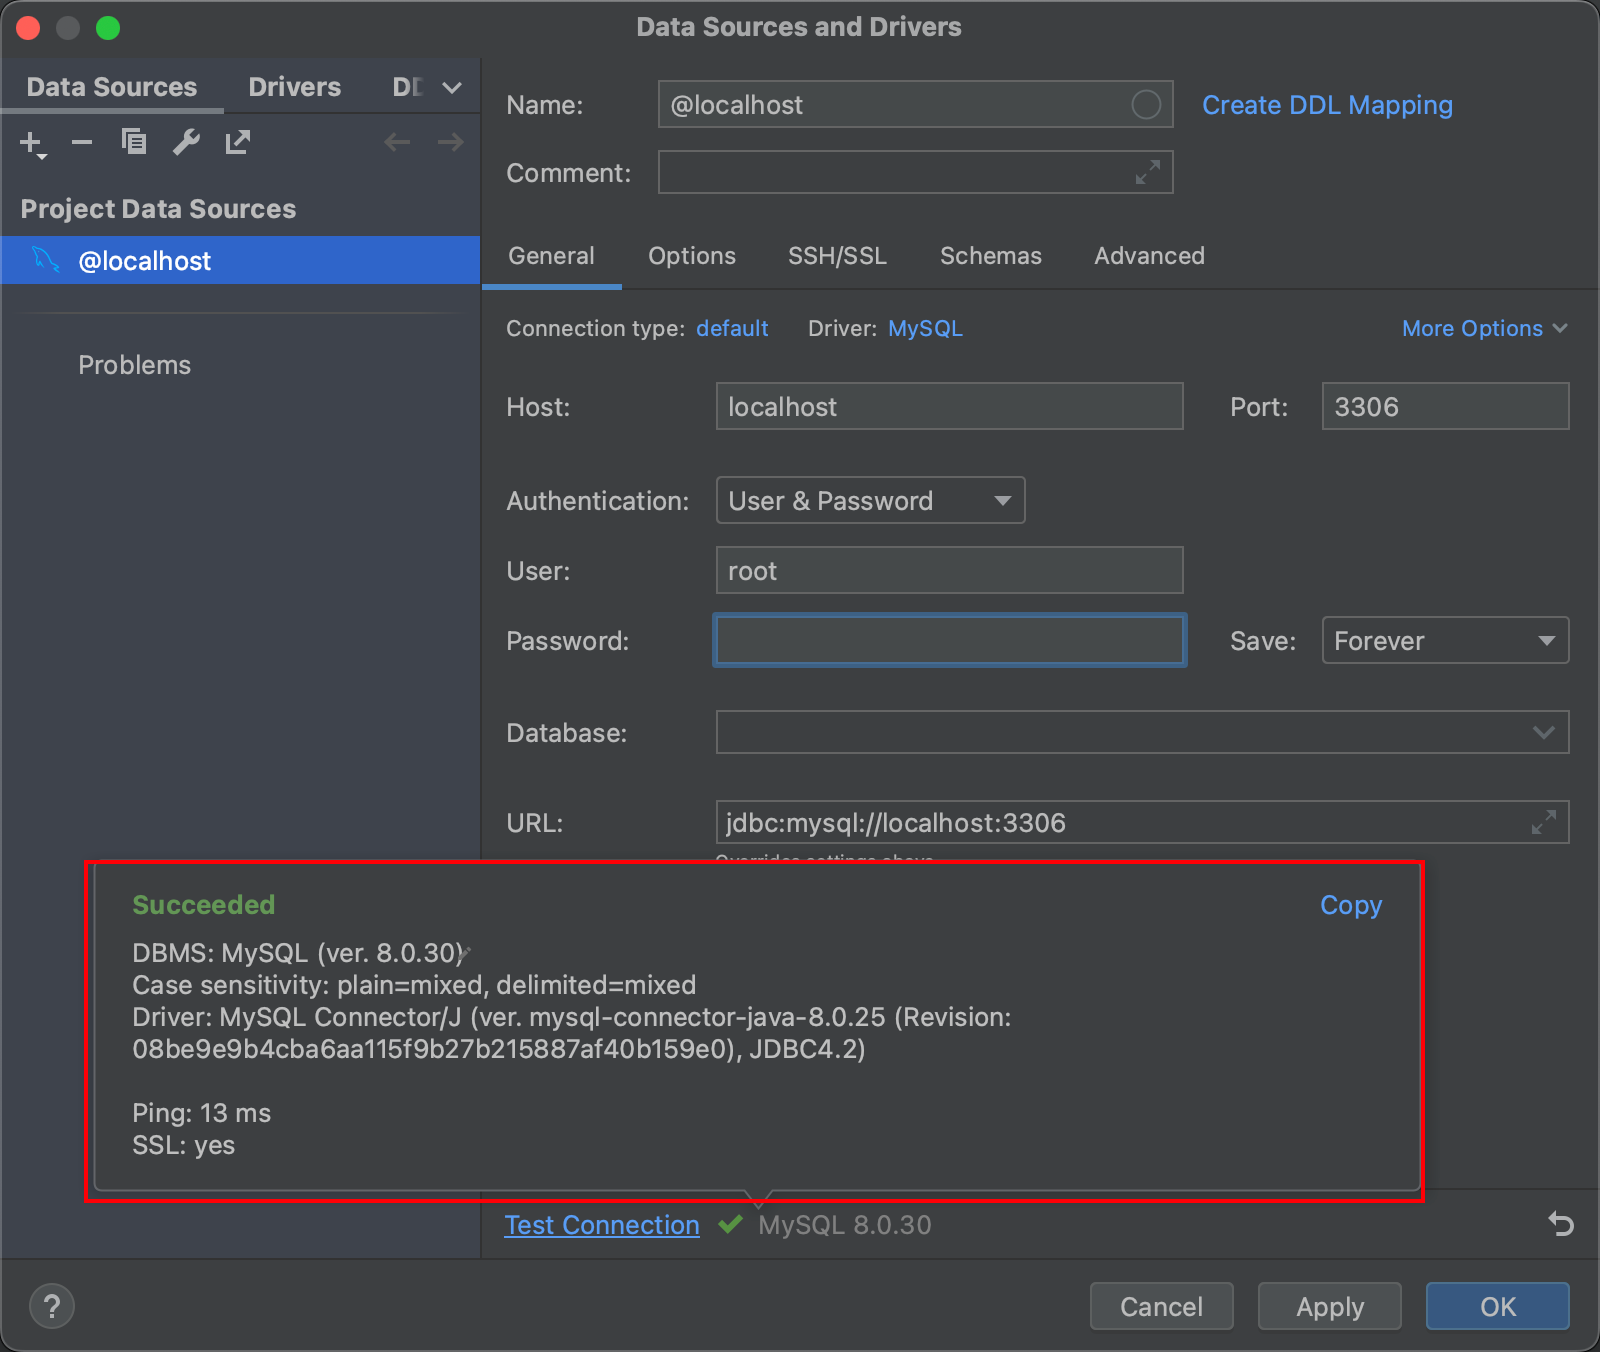 Data Sources and Drivers
Data Sources Drivers DD
Name: @localhost Create DDL Mapping
Comment:
Project Data Sources
@localhost
Problems
General Options SSH/SSL Schemas Advanced
Connection type: default Driver: MySQL More Options
Host: localhost Port: 3306
Authentication: User & Password
User: root
Password: Save: Forever
Database:
URL: jdbc:mysql://localhost:3306
Overrides settings above
Succeeded Copy
DBMS: MySQL (ver. 8.0.30)
Case sensitivity: plain=mixed, delimited=mixed
Driver: MySQL Connector/J (ver. mysql-connector-java-8.0.25 (Revision:
08be9e9b4cba6aa115f9b27b215887af40b159e0), JDBC4.2)
Ping: 13 ms
SSL: yes
Test Connection MySQL 8.0.30
? Cancel Apply OK